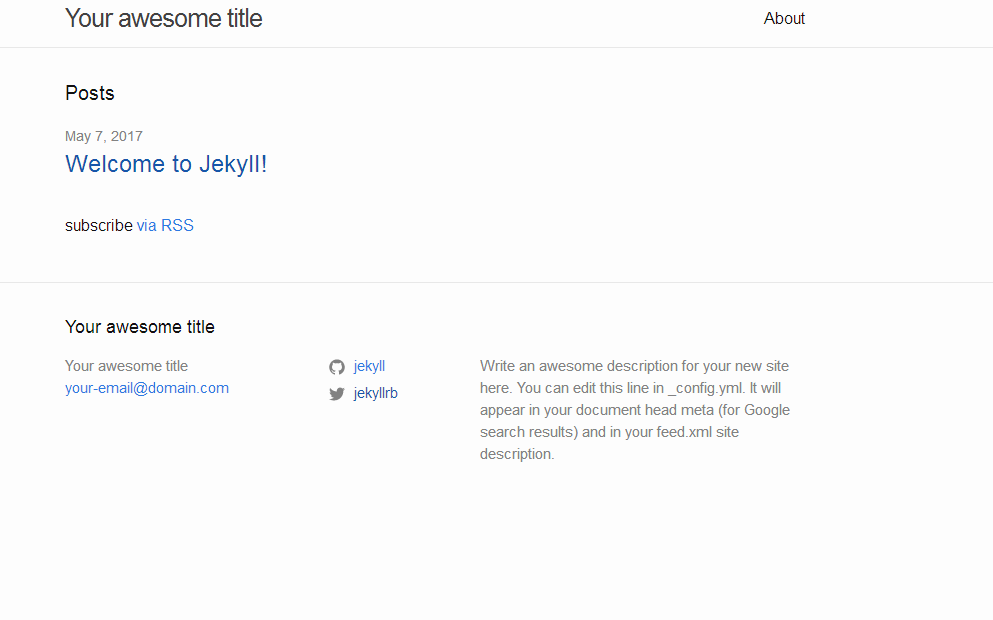 Your awesome title
About
Posts
May 7, 2017
Welcome to Jekyll!
subscribe via RSS
Your awesome title
Your awesome title
your-email@domain.com
jekyll
jekyllrb
Write an awesome description for your new site
here. You can edit this line in _config.yml. It will
appear in your document head meta (for Google
search results) and in your feed.xml site
description.